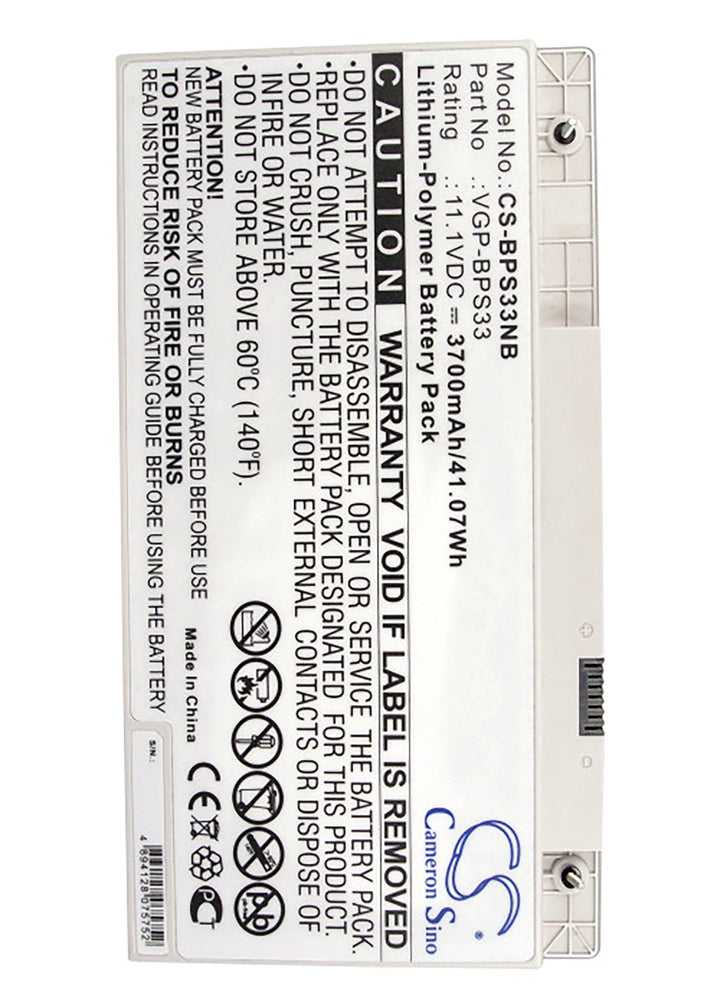 Model No.: CS-BPS33NB
Part No : VGP-BPS33
Rating : 11.1VDC ⎓ 3700mAh/41.07Wh
Lithium-Polymer Battery Pack
CS
Cameron Sino
CAUTION WARRANTY VOID IF LABEL IS REMOVED
•DO NOT ATTEMPT TO DISASSEMBLE, OPEN OR SERVICE THE BATTERY PACK.
•REPLACE ONLY WITH THE BATTERY PACK DESIGNATED FOR THIS PRODUCT.
•DO NOT CRUSH, PUNCTURE, SHORT EXTERNAL CONTACTS OR DISPOSE OF
INFIRE OR WATER.
•DO NOT STORE ABOVE 60°C (140°F).
Pb
ATTENTION!
NEW BATTERY PACK MUST BE FULLY CHARGED BEFORE USE
TO REDUCE RISK OF FIRE OR BURNS
READ INSTRUCTIONS OF OPERATING GUIDE BEFORE USING THE BATTERY
Made In China
CE
PCT
S/N.:
4 894128 075752